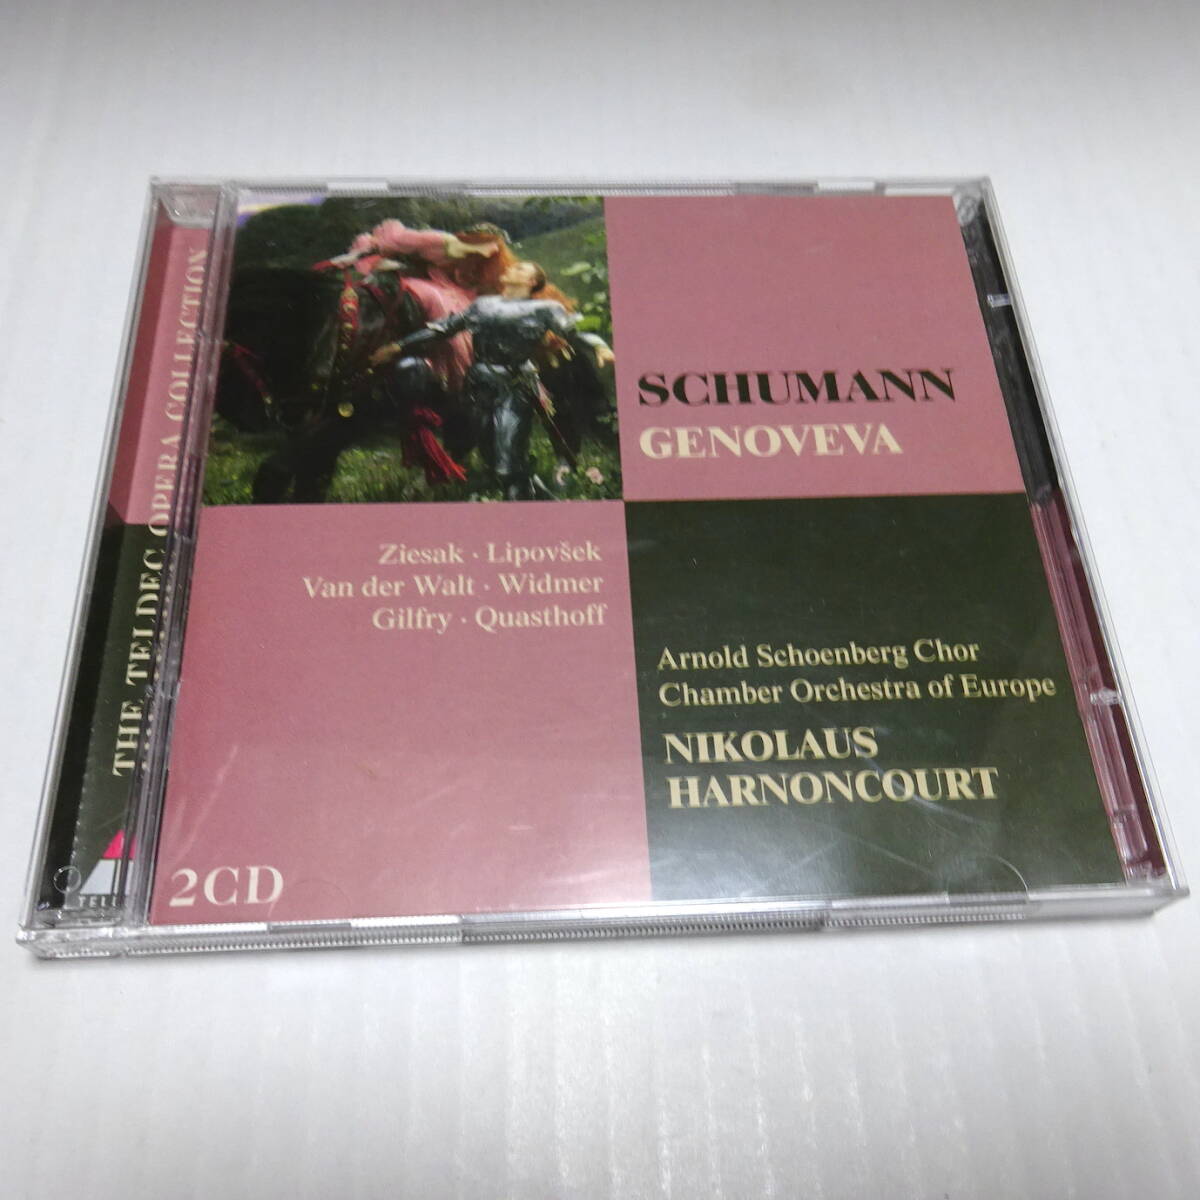 THE TELDEC OPERA COLLECTION
SCHUMANN
GENOVEVA
Ziesak · Lipovšek
Van der Walt · Widmer
Gilfry · Quasthoff
Arnold Schoenberg Chor
Chamber Orchestra of Europe
NIKOLAUS
HARNONCOURT
2CD